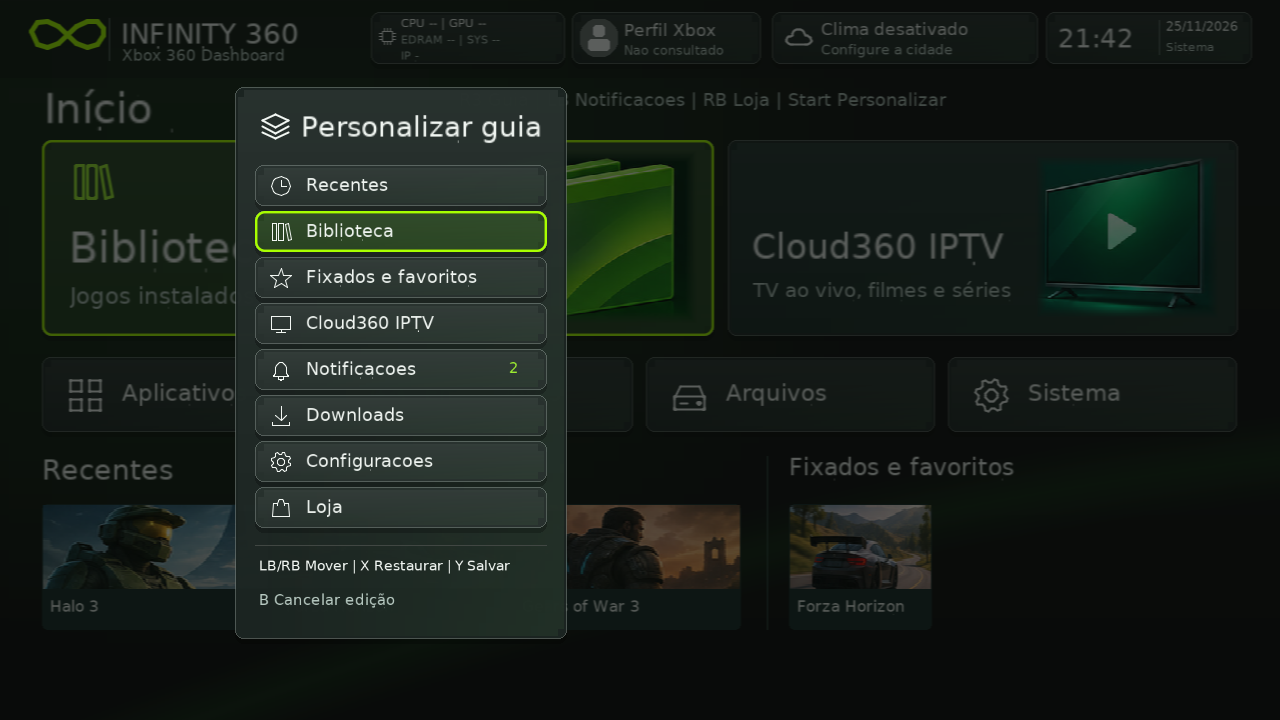 INFINITY 360
Xbox 360 Dashboard
CPU -- | GPU --
EDRAM -- | SYS --
IP -
Perfil Xbox
Nao consultado
Clima desativado
Configure a cidade
21:42
25/11/2026
Sistema
Início
Notificacoes | RB Loja | Start Personalizar
Personalizar guia
Recentes
Biblioteca
Fixados e favoritos
Cloud360 IPTV
Notificacoes 2
Downloads
Configuracoes
Loja
LB/RB Mover | X Restaurar | Y Salvar
B Cancelar edição
Cloud360 IPTV
TV ao vivo, filmes e séries
Jogos
Arquivos
Sistema
Recentes
Fixados e favoritos
Halo 3
of War 3
Forza Horizon